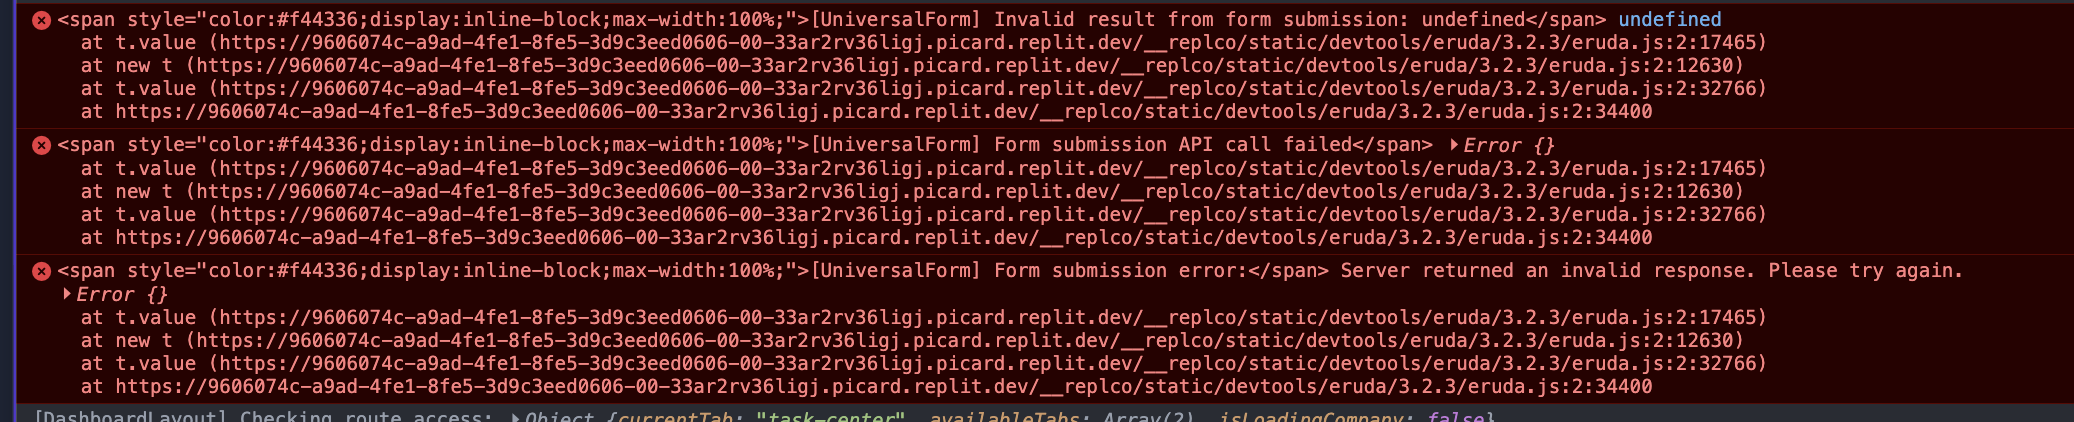 <span style="color:#f44336;display:inline-block;max-width:100%;">[UniversalForm] Invalid result from form submission: undefined</span> undefined
at t.value (https://9606074c-a9ad-4fe1-8fe5-3d9c3eed0606-00-33ar2rv36ligj.picard.replit.dev/__replco/static/devtools/eruda/3.2.3/eruda.js:2:17465)
at new t (https://9606074c-a9ad-4fe1-8fe5-3d9c3eed0606-00-33ar2rv36ligj.picard.replit.dev/__replco/static/devtools/eruda/3.2.3/eruda.js:2:12630)
at t.value (https://9606074c-a9ad-4fe1-8fe5-3d9c3eed0606-00-33ar2rv36ligj.picard.replit.dev/__replco/static/devtools/eruda/3.2.3/eruda.js:2:32766)
at https://9606074c-a9ad-4fe1-8fe5-3d9c3eed0606-00-33ar2rv36ligj.picard.replit.dev/__replco/static/devtools/eruda/3.2.3/eruda.js:2:34400
<span style="color:#f44336;display:inline-block;max-width:100%;">[UniversalForm] Form submission API call failed</span> Error {}
at t.value (https://9606074c-a9ad-4fe1-8fe5-3d9c3eed0606-00-33ar2rv36ligj.picard.replit.dev/__replco/static/devtools/eruda/3.2.3/eruda.js:2:17465)
at new t (https://9606074c-a9ad-4fe1-8fe5-3d9c3eed0606-00-33ar2rv36ligj.picard.replit.dev/__replco/static/devtools/eruda/3.2.3/eruda.js:2:12630)
at t.value (https://9606074c-a9ad-4fe1-8fe5-3d9c3eed0606-00-33ar2rv36ligj.picard.replit.dev/__replco/static/devtools/eruda/3.2.3/eruda.js:2:32766)
at https://9606074c-a9ad-4fe1-8fe5-3d9c3eed0606-00-33ar2rv36ligj.picard.replit.dev/__replco/static/devtools/eruda/3.2.3/eruda.js:2:34400
<span style="color:#f44336;display:inline-block;max-width:100%;">[UniversalForm] Form submission error:</span> Server returned an invalid response. Please try again.
Error {}
at t.value (https://9606074c-a9ad-4fe1-8fe5-3d9c3eed0606-00-33ar2rv36ligj.picard.replit.dev/__replco/static/devtools/eruda/3.2.3/eruda.js:2:17465)
at new t (https://9606074c-a9ad-4fe1-8fe5-3d9c3eed0606-00-33ar2rv36ligj.picard.replit.dev/__replco/static/devtools/eruda/3.2.3/eruda.js:2:12630)
at t.value (https://9606074c-a9ad-4fe1-8fe5-3d9c3eed0606-00-33ar2rv36ligj.picard.replit.dev/__replco/static/devtools/eruda/3.2.3/eruda.js:2:32766)
at https://9606074c-a9ad-4fe1-8fe5-3d9c3eed0606-00-33ar2rv36ligj.picard.replit.dev/__replco/static/devtools/eruda/3.2.3/eruda.js:2:34400
[DashboardLayout] Checking route access: Object {currentTab: "task-center", availableTabs: Array(2), isLoadingCompany: false}